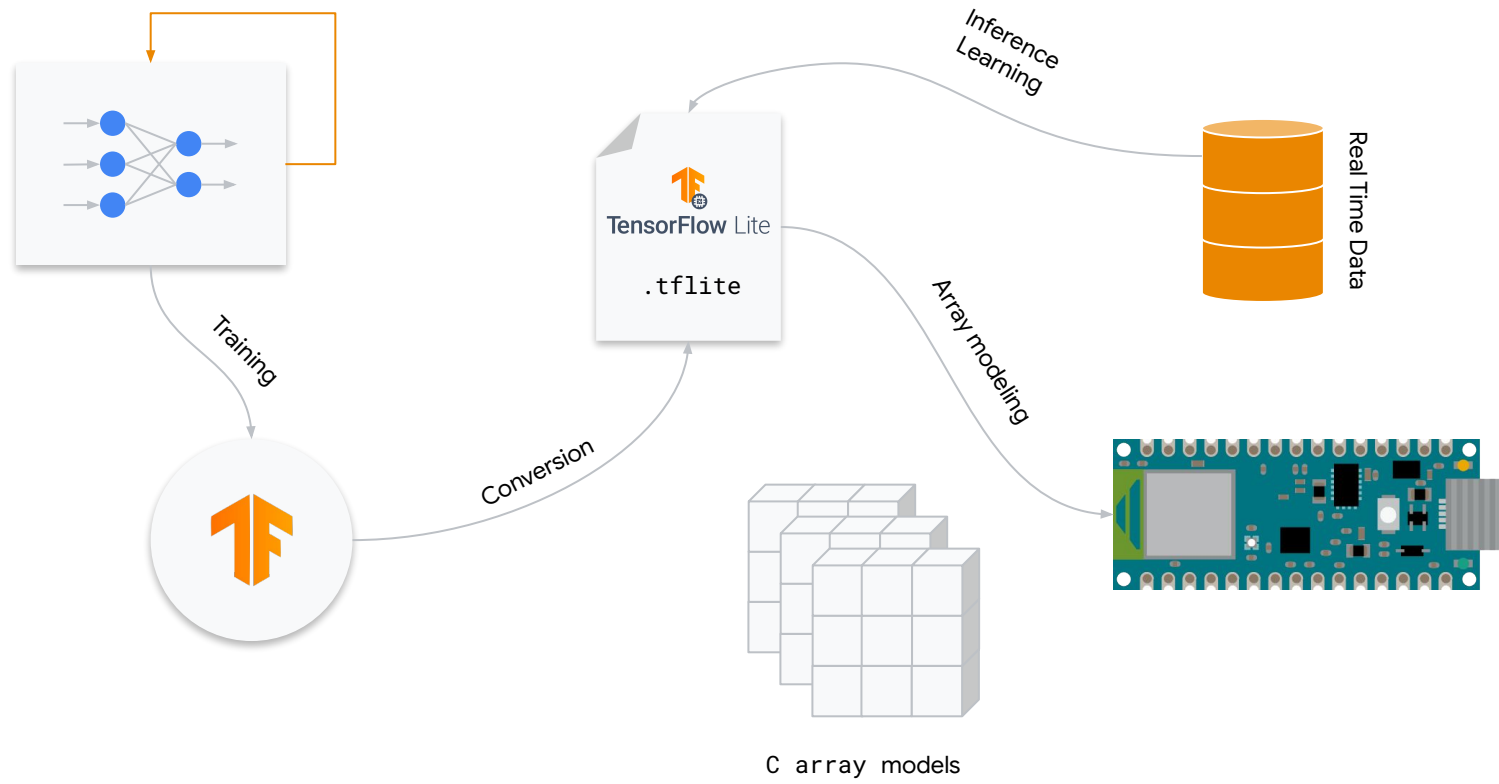 Inference
Learning
Real Time Data
TensorFlow Lite
.tflite
Training
Array modeling
Conversion
C array models